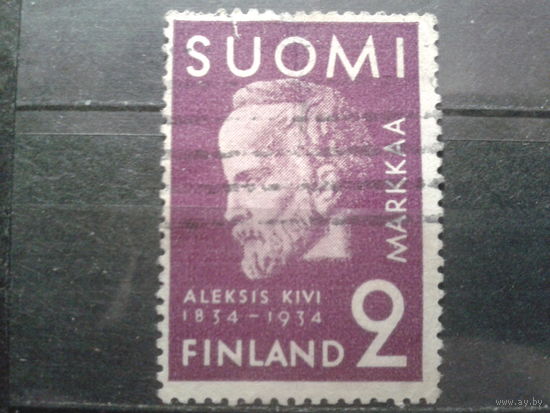 SUOMI
MARKKAA
ALEKSIS KIVI
1834-1934
FINLAND 2
www.ay.by